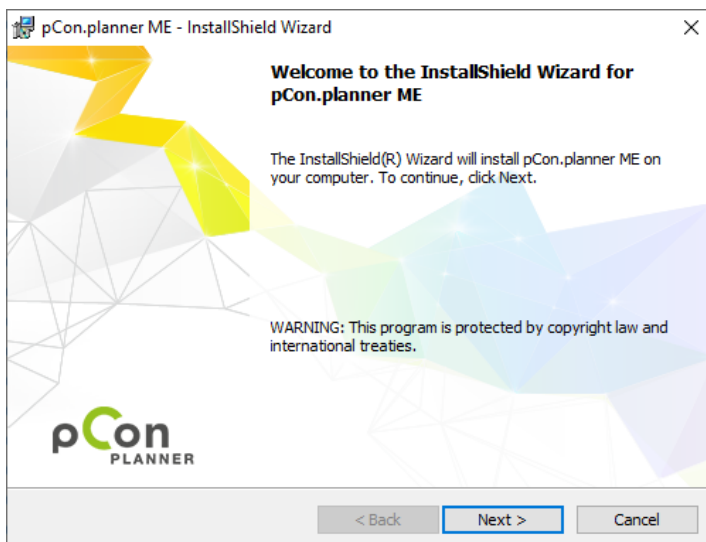 pCon.planner ME - InstallShield Wizard
Welcome to the InstallShield Wizard for
pCon.planner ME
The InstallShield(R) Wizard will install pCon.planner ME on
your computer. To continue, click Next.
WARNING: This program is protected by copyright law and
international treaties.
pCon
PLANNER
< Back
Next >
Cancel